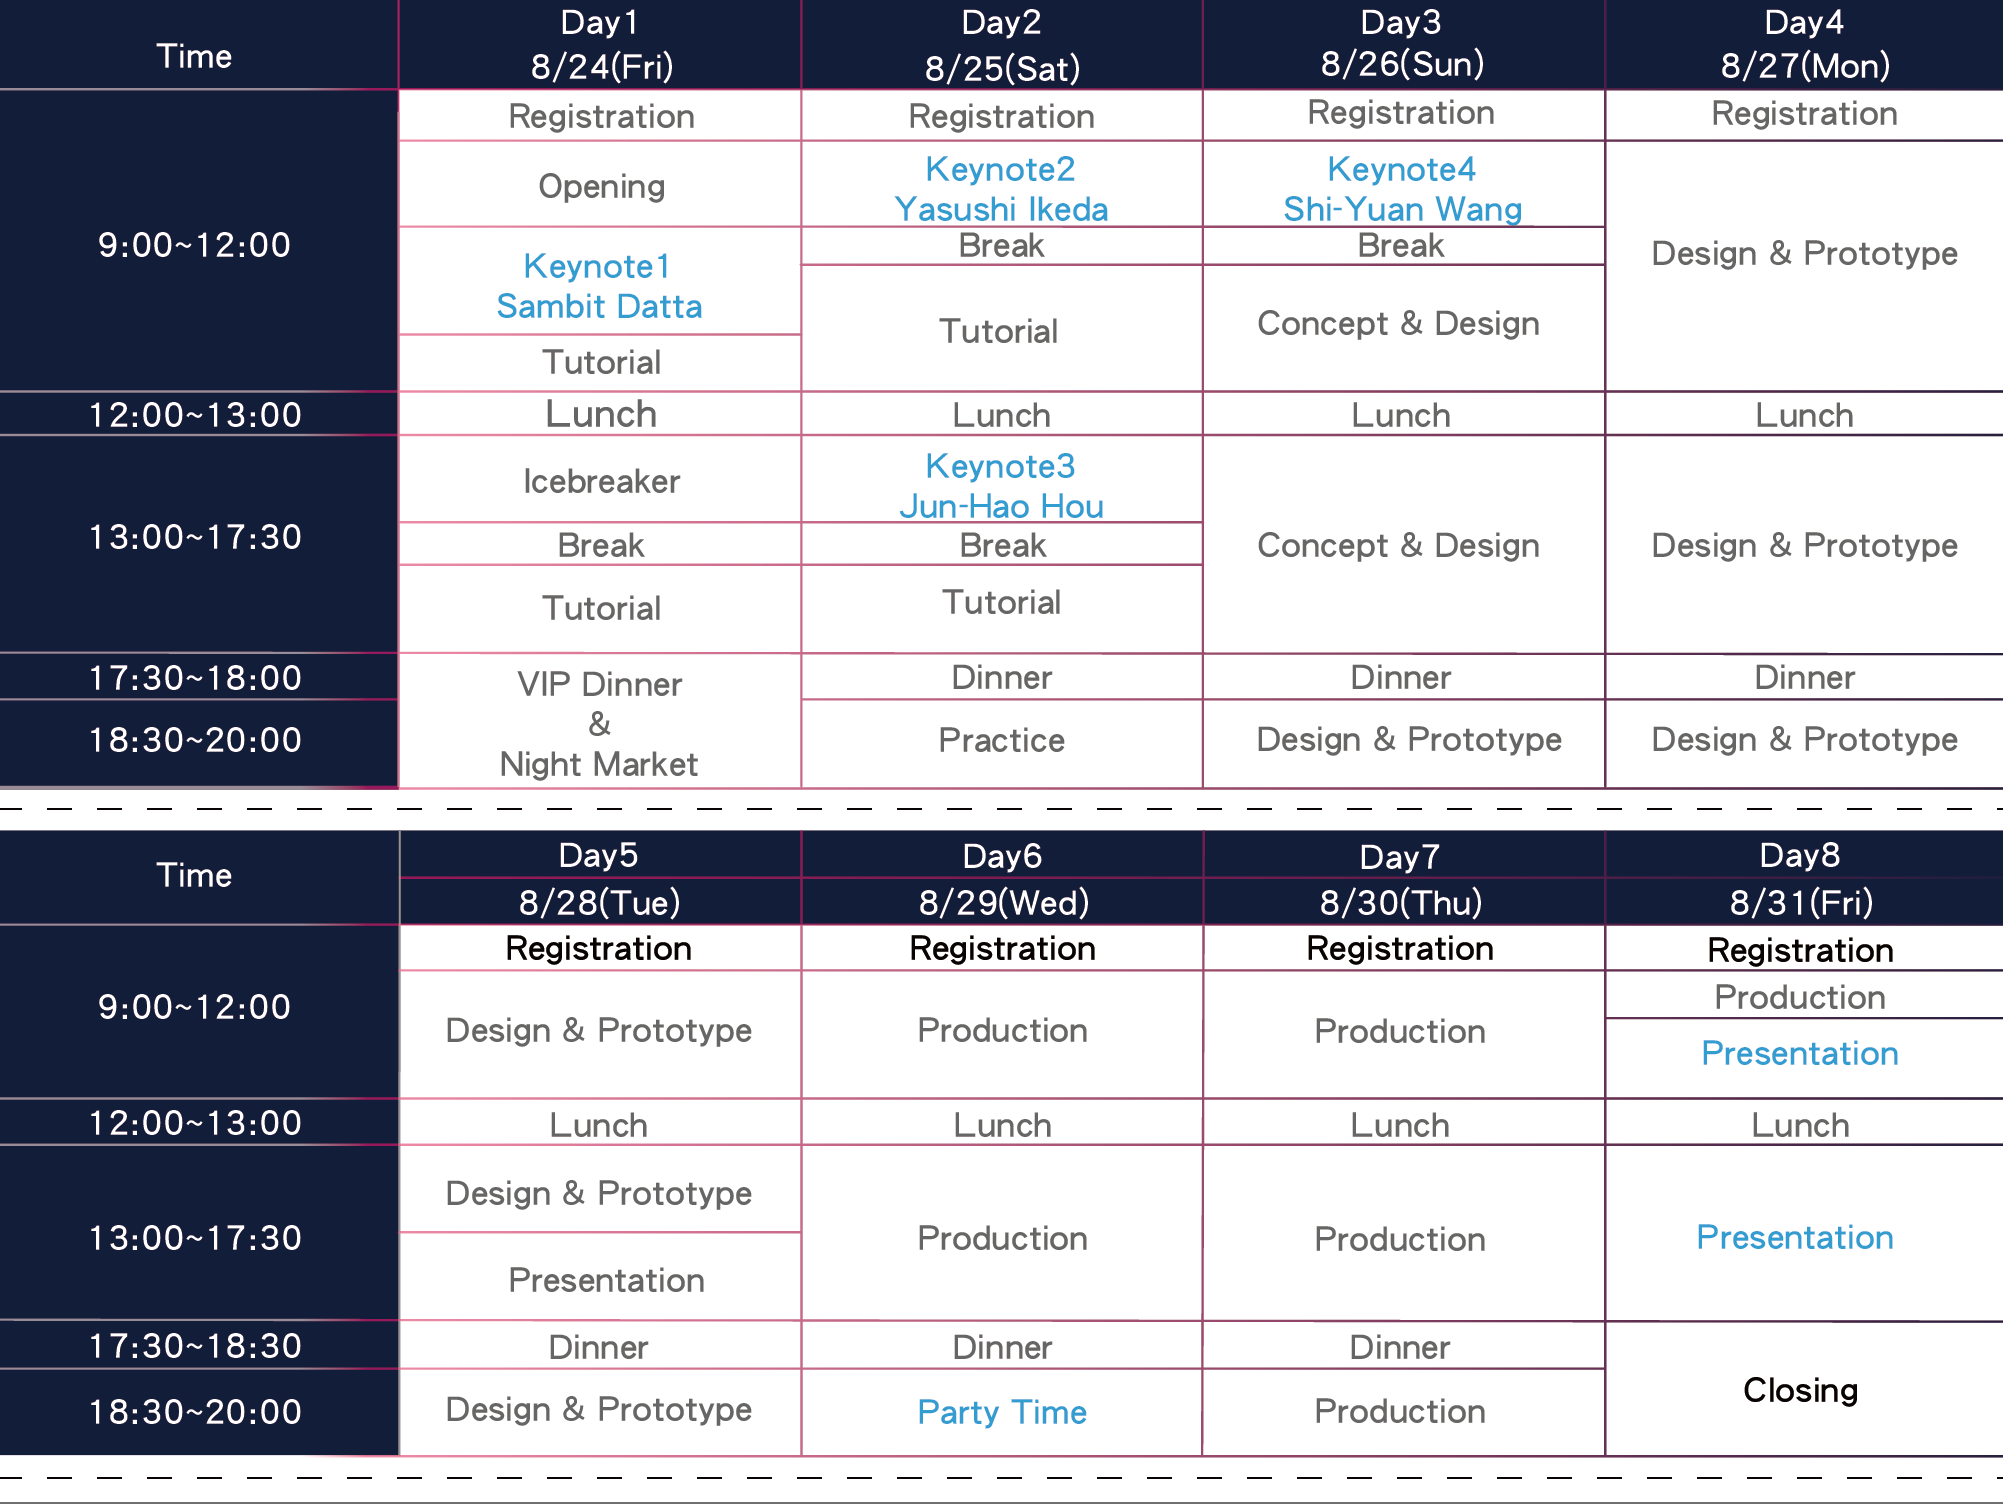 Time
Day1
8/24(Fri)
Day2
8/25(Sat)
Day3
8/26(Sun)
Day4
8/27(Mon)
9:00~12:00
Registration
Registration
Registration
Registration
Opening
Keynote2
Yasushi Ikeda
Keynote4
Shi-Yuan Wang
Design & Prototype
Keynote1
Sambit Datta
Break
Break
Tutorial
Concept & Design
Tutorial
12:00~13:00
Lunch
Lunch
Lunch
Lunch
13:00~17:30
Icebreaker
Keynote3
Jun-Hao Hou
Concept & Design
Design & Prototype
Break
Break
Tutorial
Tutorial
17:30~18:00
VIP Dinner
&
Night Market
Dinner
Dinner
Dinner
18:30~20:00
Practice
Design & Prototype
Design & Prototype
Time
Day5
Day6
Day7
Day8
8/28(Tue)
8/29(Wed)
8/30(Thu)
8/31(Fri)
9:00~12:00
Registration
Registration
Registration
Registration
Design & Prototype
Production
Production
Production
Presentation
12:00~13:00
Lunch
Lunch
Lunch
Lunch
13:00~17:30
Design & Prototype
Production
Production
Presentation
Presentation
17:30~18:30
Dinner
Dinner
Dinner
Closing
18:30~20:00
Design & Prototype
Party Time
Production